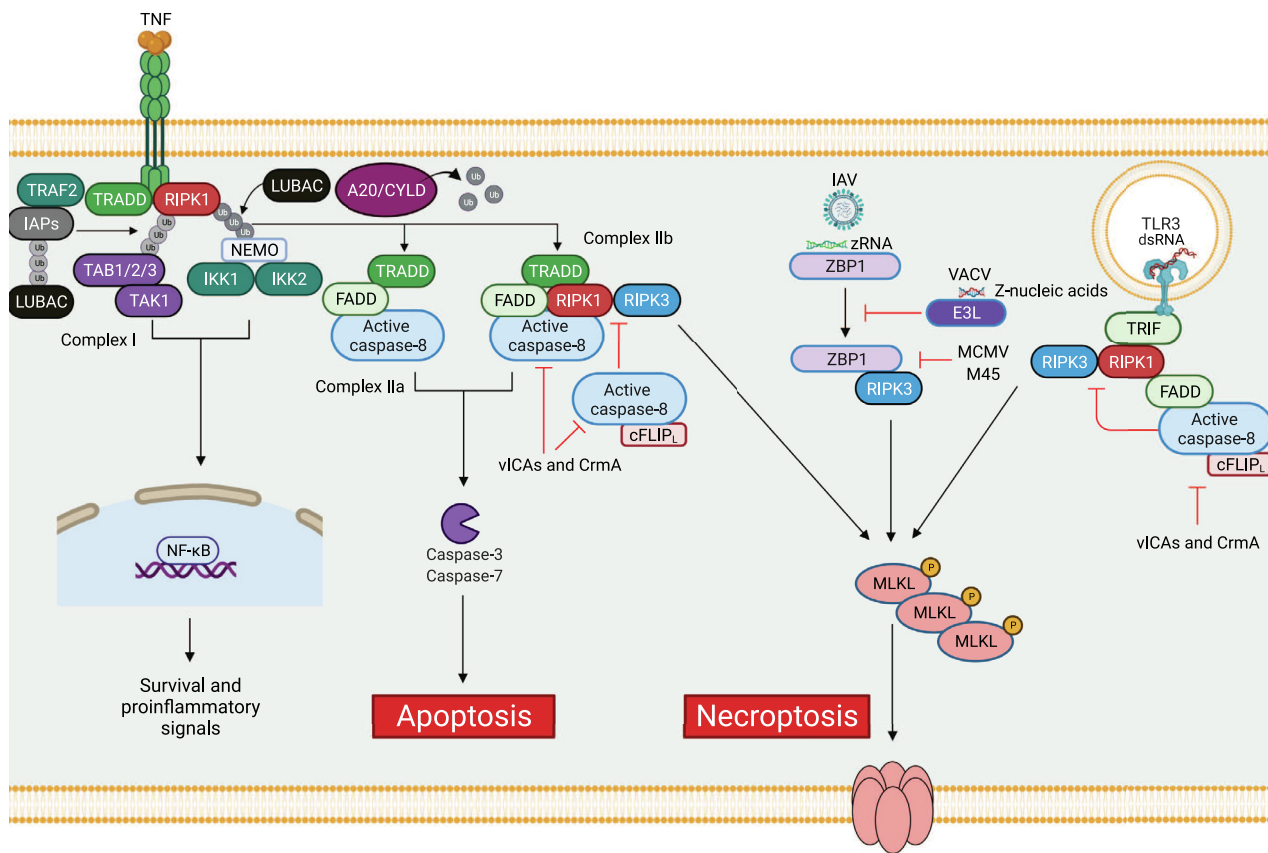 TNF
TRAF2
TRADD
RIPK1
IAPs
Ub
Ub
Ub
LUBAC
Ub
Ub
TAB1/2/3
TAK1
Ub
Ub
Ub
NEMO
IKK1
IKK2
Complex I
LUBAC
A20/CYLD
Ub
Ub
Ub
TRADD
FADD
Active
caspase-8
Complex IIa
Complex IIb
TRADD
FADD
RIPK1
RIPK3
Active
caspase-8
Active
caspase-8
cFLIPL
vICAs and CrmA
NF-κB
Survival and
proinflammatory
signals
Caspase-3
Caspase-7
Apoptosis
IAV
zRNA
ZBP1
VACV
Z-nucleic acids
E3L
ZBP1
RIPK3
MCMV
M45
TLR3
dsRNA
TRIF
RIPK3
RIPK1
FADD
Active
caspase-8
cFLIPL
vICAs and CrmA
MLKL
P
MLKL
P
MLKL
P
Necroptosis